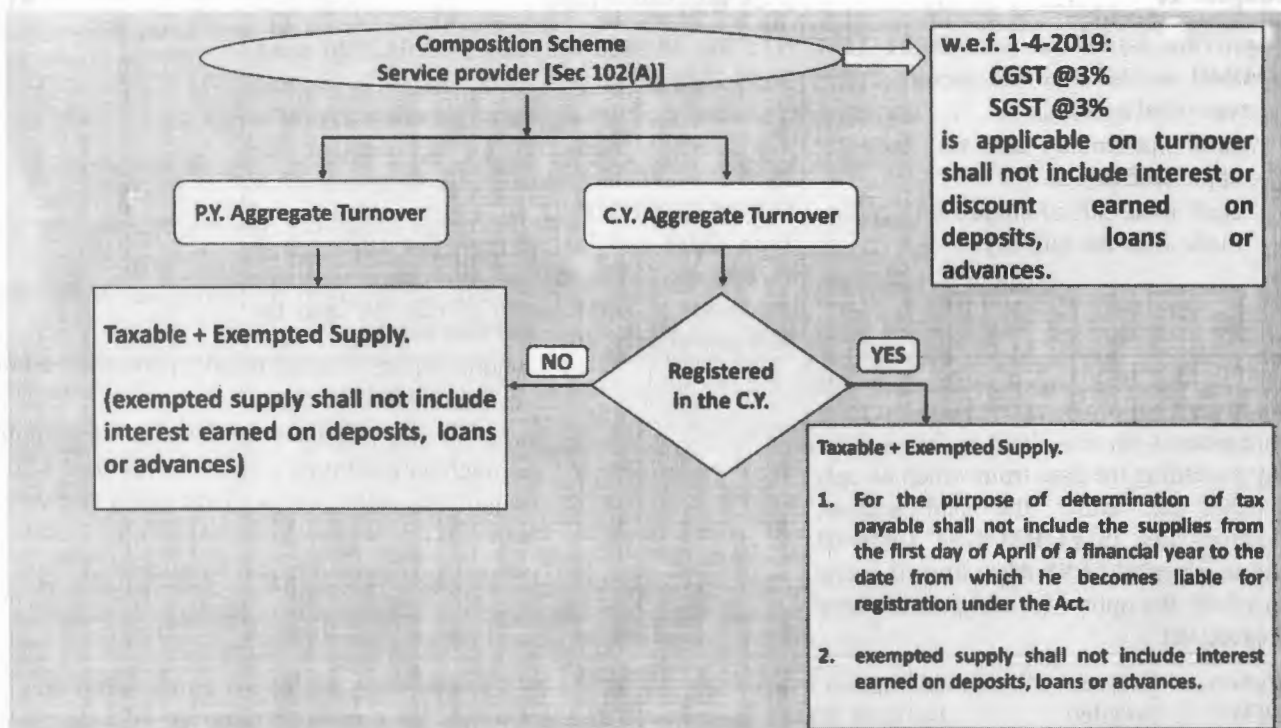 Composition Scheme
Service provider [Sec 102(A)]
w.e.f. 1-4-2019:
CGST @3%
SGST @3%
is applicable on turnover
shall not include interest or
discount earned on
deposits, loans or
advances.
P.Y. Aggregate Turnover
C.Y. Aggregate Turnover
Taxable + Exempted Supply.
(exempted supply shall not include
interest earned on deposits, loans
or advances)
NO
Registered
in the C.Y.
YES
Taxable + Exempted Supply.
1. For the purpose of determination of tax
payable shall not include the supplies from
the first day of April of a financial year to the
date from which he becomes liable for
registration under the Act.
2. exempted supply shall not include interest
earned on deposits, loans or advances.